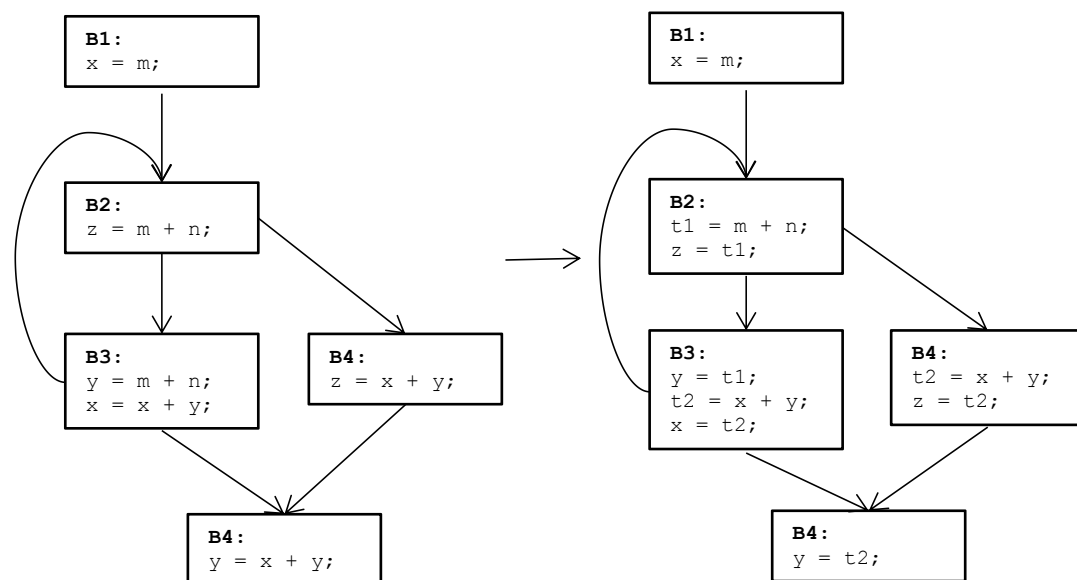 B1:
x = m;
B2:
z = m + n;
B3:
y = m + n;
x = x + y;
B4:
z = x + y;
B4:
y = x + y;
B1:
x = m;
B2:
t1 = m + n;
z = t1;
B3:
y = t1;
t2 = x + y;
x = t2;
B4:
t2 = x + y;
z = t2;
B4:
y = t2;